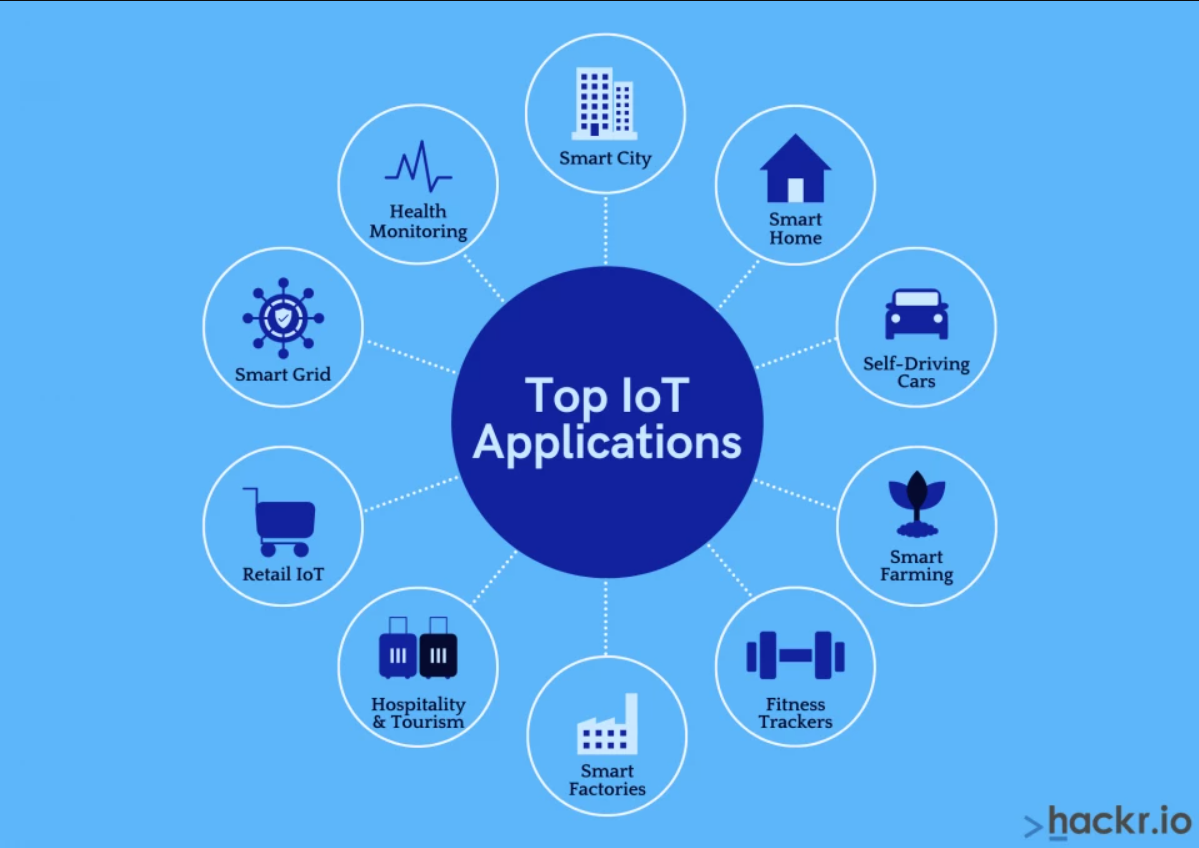 Top IoT
Applications
Smart City
Smart
Home
Self-Driving
Cars
Smart
Farming
Fitness
Trackers
Smart
Factories
Hospitality
& Tourism
Retail IoT
Smart Grid
Health
Monitoring
>hackr.io